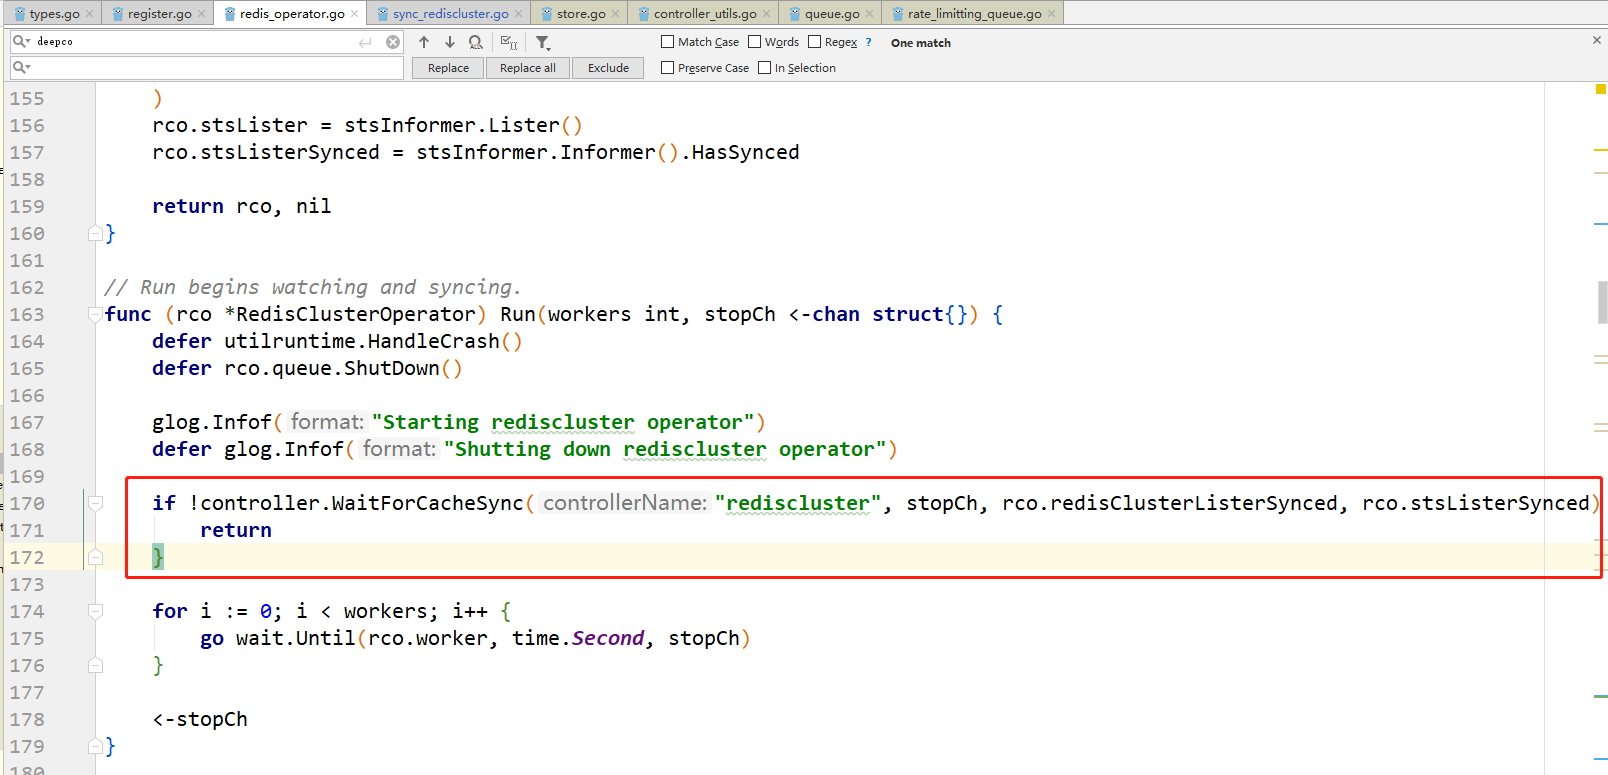 types.go × register.go × redis_operator.go × sync_rediscluster.go × store.go × controller_utils.go × queue.go × rate_limitting_queue.go ×
deepco Match Case Words Regex ? One match
Replace Replace all Exclude Preserve Case In Selection
155 )
156 rco.stsLister = stsInformer.Lister()
157 rco.stsListerSynced = stsInformer.Informer().HasSynced
158
159 return rco, nil
160 }
161
162 // Run begins watching and syncing.
163 func (rco *RedisClusterOperator) Run(workers int, stopCh <-chan struct{}) {
164 defer utilruntime.HandleCrash()
165 defer rco.queue.ShutDown()
166
167 glog.Infof( format: "Starting rediscluster operator")
168 defer glog.Infof( format: "Shutting down rediscluster operator")
169
170 if !controller.WaitForCacheSync( controllerName: "rediscluster", stopCh, rco.redisClusterListerSynced, rco.stsListerSynced)
171 return
172 }
173
174 for i := 0; i < workers; i++ {
175 go wait.Until(rco.worker, time.Second, stopCh)
176 }
177
178 <-stopCh
179 }
180